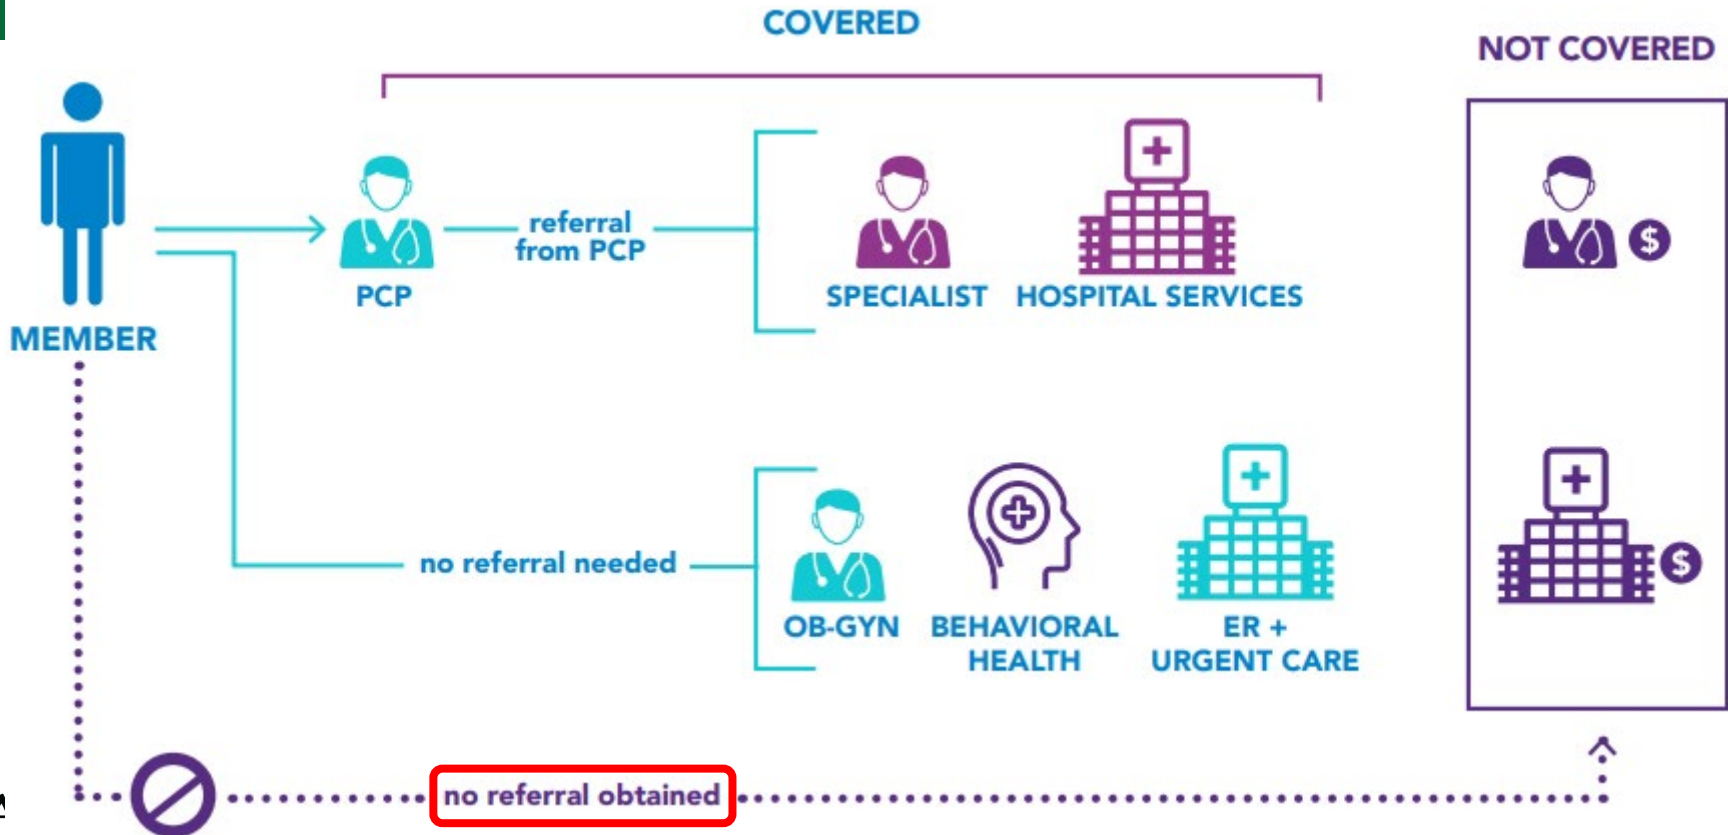 COVERED
NOT COVERED
referral
from PCP
PCP
SPECIALIST
HOSPITAL SERVICES
MEMBER
$
no referral needed
$
OB-GYN
BEHAVIORAL
HEALTH
ER +
URGENT CARE
no referral obtained